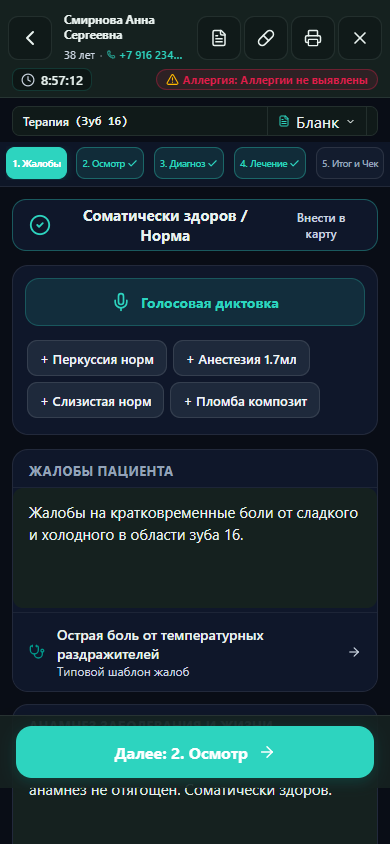 Смирнова Анна
Сергеевна
38 лет · +7 916 234...
8:57:12
Аллергия: Аллергии не выявлены
Терапия (Зуб 16)
Бланк
1. Жалобы
2. Осмотр
3. Диагноз
4. Лечение
5. Итог и Чек
Соматически здоров /
Норма
Внести в
карту
Голосовая диктовка
+ Перкуссия норм
+ Анестезия 1.7мл
+ Слизистая норм
+ Пломба композит
ЖАЛОБЫ ПАЦИЕНТА
Жалобы на кратковременные боли от сладкого
и холодного в области зуба 16.
Острая боль от температурных
раздражителей
Типовой шаблон жалоб
Далее: 2. Осмотр
анамнез не отягощен. Соматически здоров.